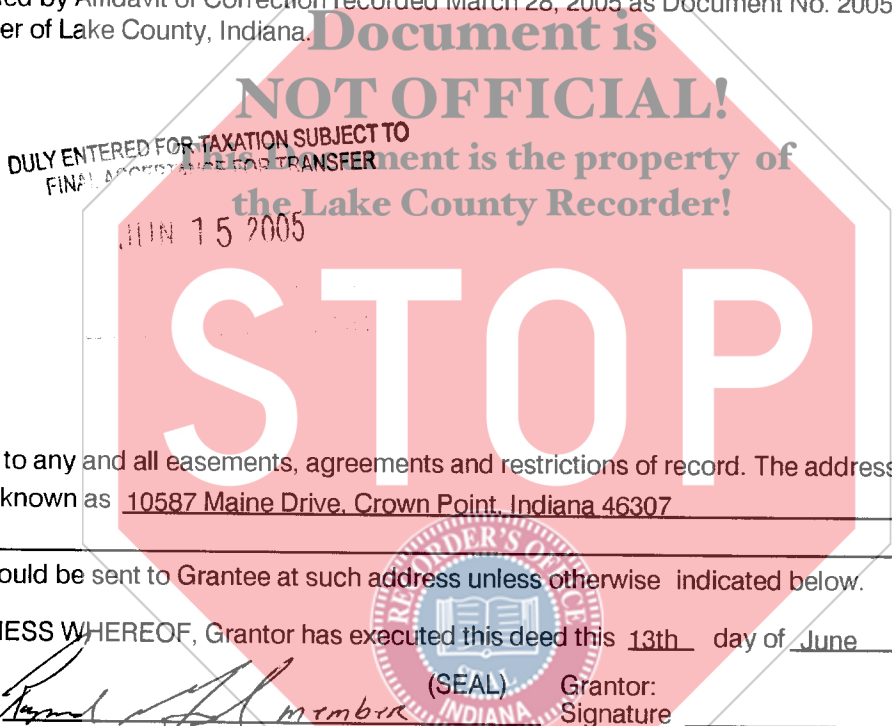 ed by Affidavit of Correction recorded March 28, 2005 as Document No. 2005
er of Lake County, Indiana.
Document is
NOT OFFICIAL!
DULY ENTERED FOR TAXATION SUBJECT TO
FINAL ACCEPTANCE FOR TRANSFER
This Document is the property of
the Lake County Recorder!
JUN 15 2005
STOP
to any and all easements, agreements and restrictions of record. The address
known as 10587 Maine Drive, Crown Point, Indiana 46307
ould be sent to Grantee at such address unless otherwise indicated below.
IESS WHEREOF, Grantor has executed this deed this 13th day of June
RECORDER'S OFFICE
SEAL
INDIANA
member (SEAL) Grantor:
Signature